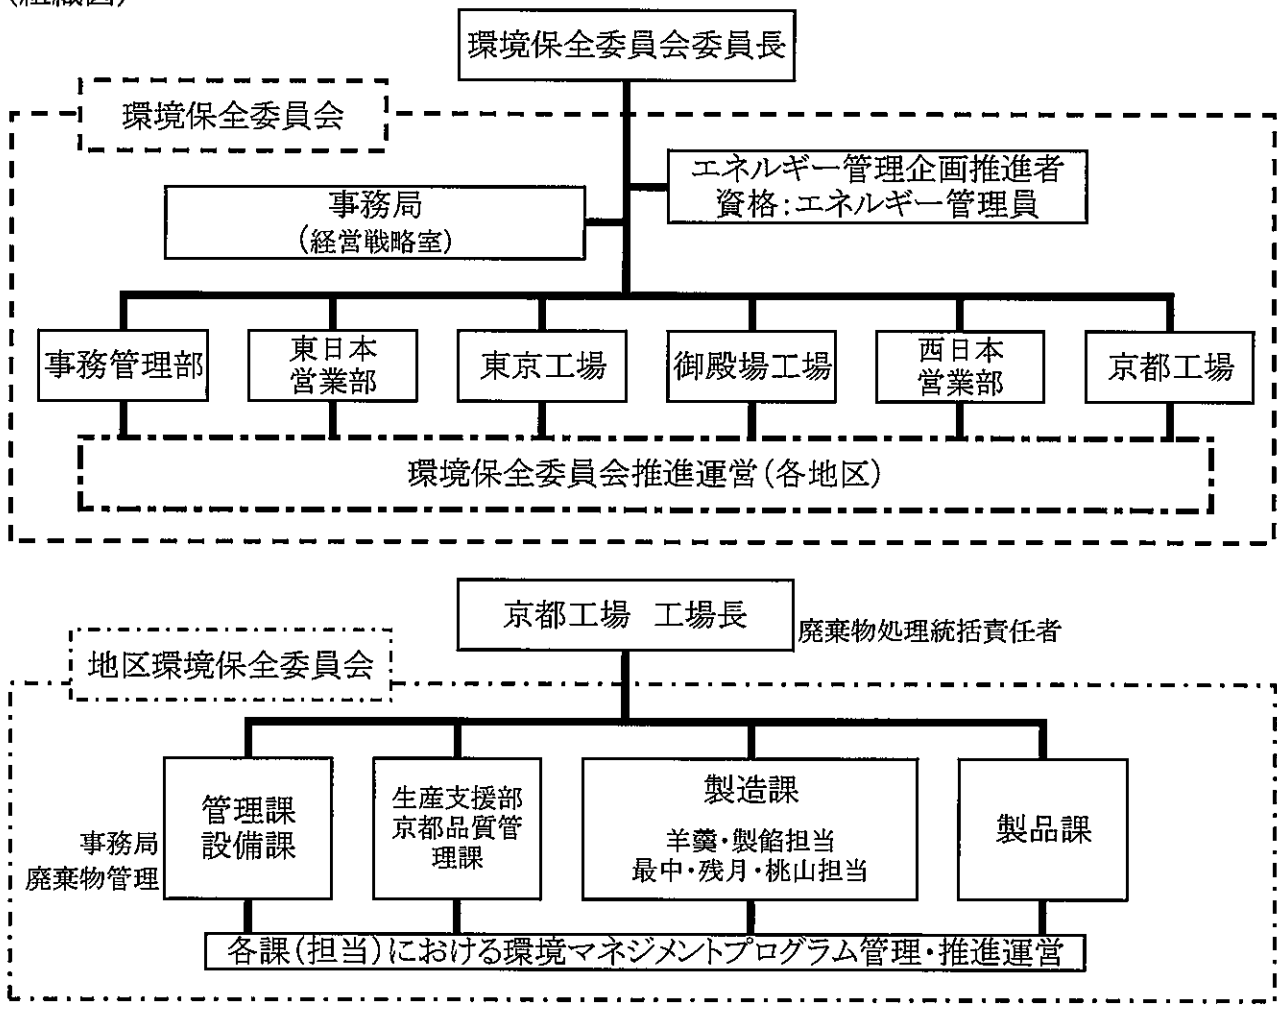 (組織図)
環境保全委員会委員長
環境保全委員会
エネルギー管理企画推進者
資格:エネルギー管理員
事務局
(経営戦略室)
事務管理部
東日本
営業部
東京工場
御殿場工場
西日本
営業部
京都工場
環境保全委員会推進運営(各地区)
京都工場 工場長
廃棄物処理統括責任者
地区環境保全委員会
事務局
廃棄物管理
管理課
設備課
生産支援部
京都品質管
理課
製造課
羊羹・製餡担当
最中・残月・桃山担当
製品課
各課(担当)における環境マネジメントプログラム管理・推進運営